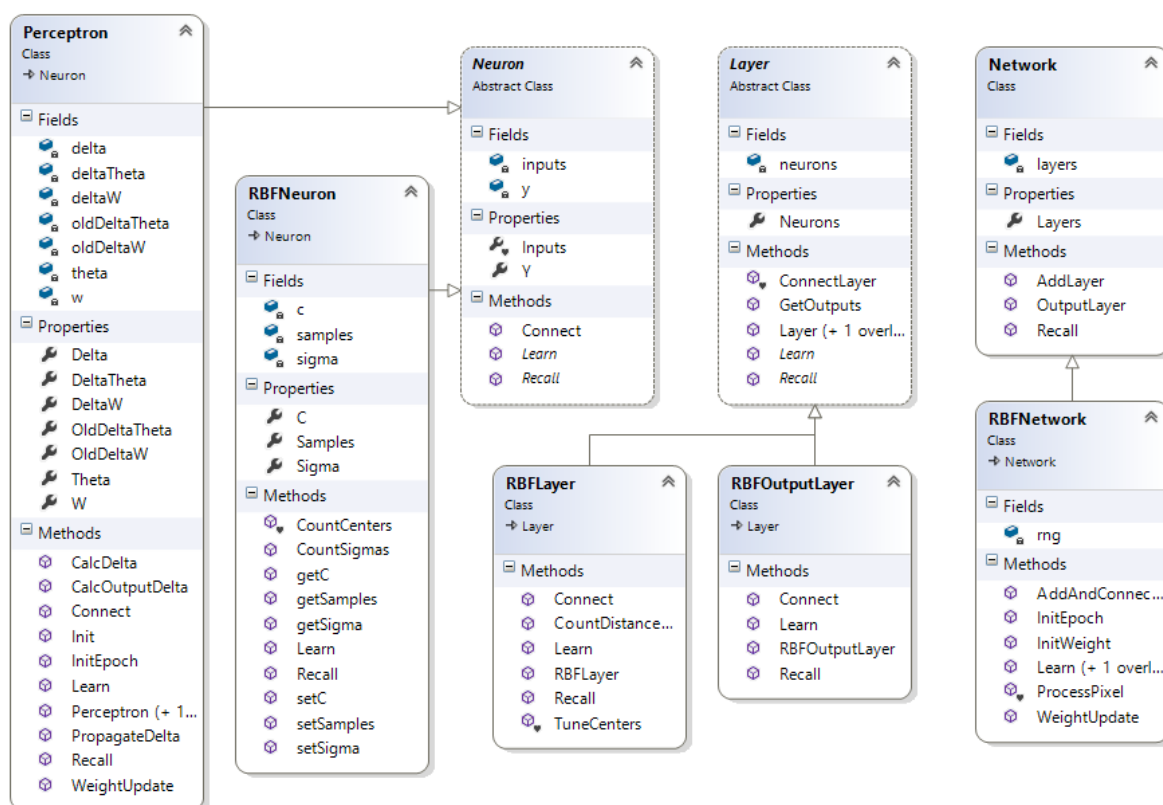 Perceptron
Class
Neuron
Fields
delta
deltaTheta
deltaW
oldDeltaTheta
oldDeltaW
theta
w
Properties
Delta
DeltaTheta
DeltaW
OldDeltaTheta
OldDeltaW
Theta
W
Methods
CalcDelta
CalcOutputDelta
Connect
Init
InitEpoch
Learn
Perceptron (+ 1...
PropagateDelta
Recall
WeightUpdate
RBFNeuron
Class
Neuron
Fields
c
samples
sigma
Properties
C
Samples
Sigma
Methods
CountCenters
CountSigmas
getC
getSamples
getSigma
Learn
Recall
setC
setSamples
setSigma
Neuron
Abstract Class
Fields
inputs
y
Properties
Inputs
Y
Methods
Connect
Learn
Recall
Layer
Abstract Class
Fields
neurons
Properties
Neurons
Methods
ConnectLayer
GetOutputs
Layer (+ 1 overl...
Learn
Recall
Network
Class
Fields
layers
Properties
Layers
Methods
AddLayer
OutputLayer
Recall
RBFLayer
Class
Layer
Methods
Connect
CountDistance...
Learn
RBFLayer
Recall
TuneCenters
RBFOutputLayer
Class
Layer
Methods
Connect
Learn
RBFOutputLayer
Recall
RBFNetwork
Class
Network
Fields
rng
Methods
AddAndConnec...
InitEpoch
InitWeight
Learn (+ 1 overl...
ProcessPixel
WeightUpdate